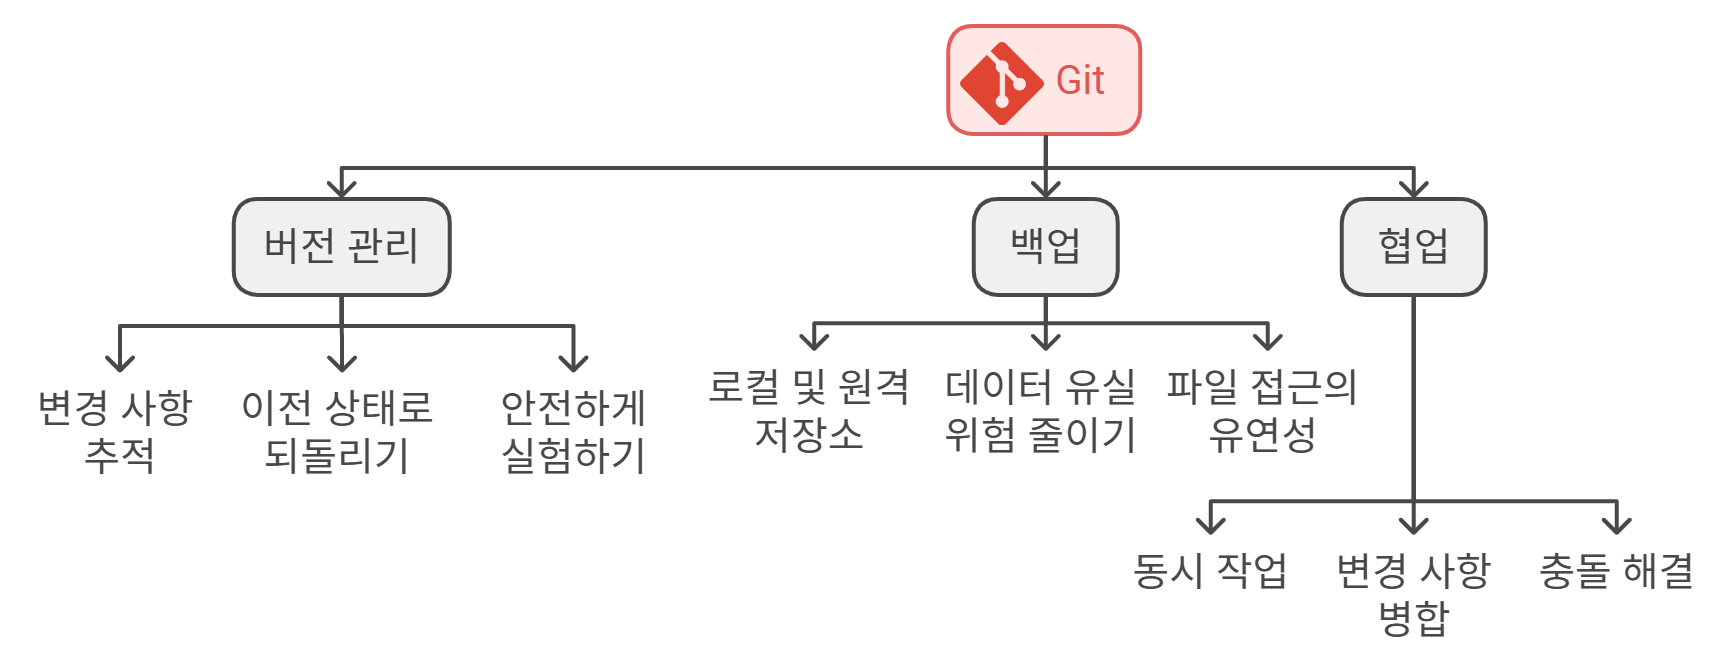 Git
버전 관리
백업
협업
변경 사항
추적
이전 상태로
되돌리기
안전하게
실험하기
로컬 및 원격
저장소
데이터 유실
위험 줄이기
파일 접근의
유연성
동시 작업
변경 사항
병합
충돌 해결